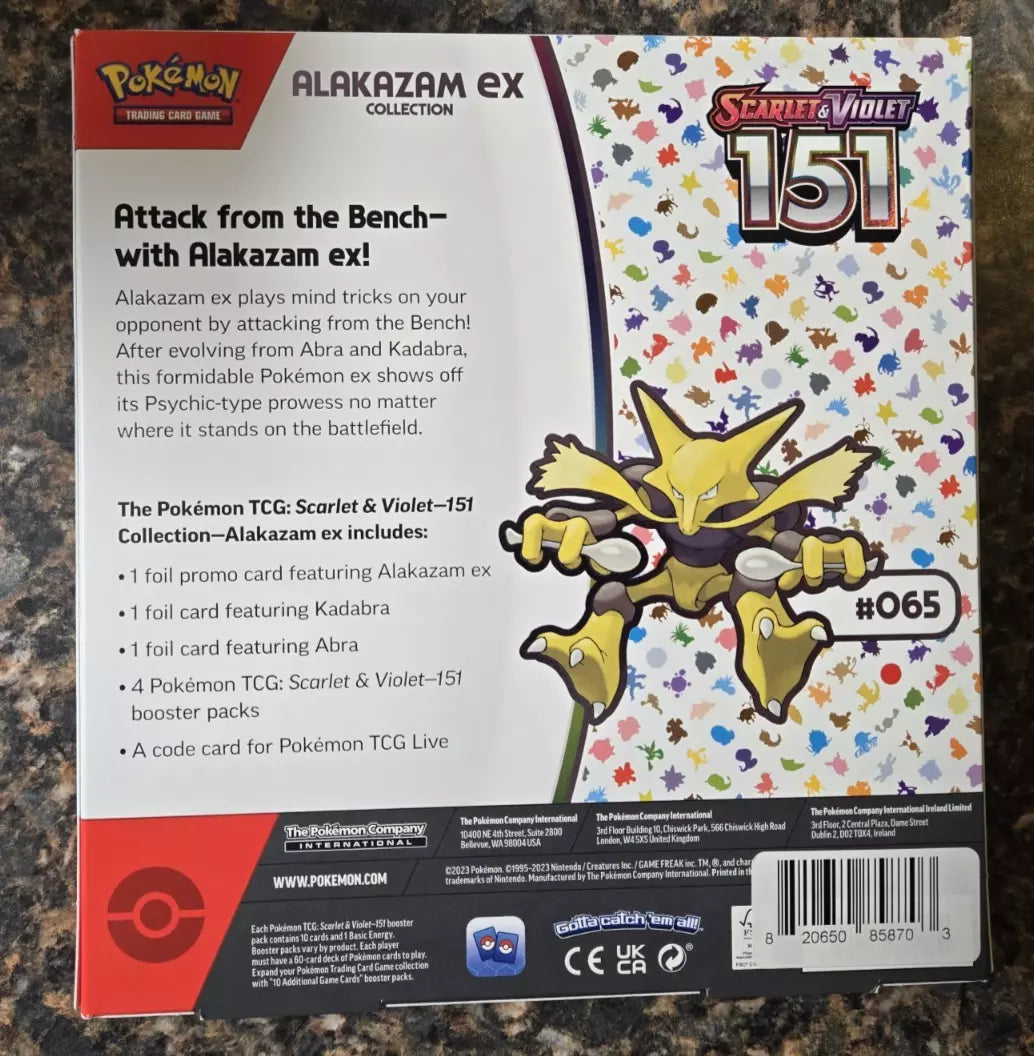 POKéMON
TRADING CARD GAME
ALAKAZAM ex
COLLECTION
SCARLET & VIOLET
151
Attack from the Bench—
with Alakazam ex!
Alakazam ex plays mind tricks on your
opponent by attacking from the Bench!
After evolving from Abra and Kadabra,
this formidable Pokémon ex shows off
its Psychic-type prowess no matter
where it stands on the battlefield.
The Pokémon TCG: Scarlet & Violet—151
Collection—Alakazam ex includes:
• 1 foil promo card featuring Alakazam ex
• 1 foil card featuring Kadabra
• 1 foil card featuring Abra
• 4 Pokémon TCG: Scarlet & Violet—151
booster packs
• A code card for Pokémon TCG Live
#065
The Pokémon Company
INTERNATIONAL
The Pokémon Company International
10400 NE 4th Street, Suite 2800
Bellevue, WA 98004 USA
The Pokémon Company International
3rd Floor Building 10, Chiswick Park, 566 Chiswick High Road
London, W4 5XS United Kingdom
The Pokémon Company International Ireland Limited
3rd Floor, 2 Central Plaza, Dame Street
Dublin 2, D02 T0X4, Ireland
WWW.POKEMON.COM
©2023 Pokémon. ©1995-2023 Nintendo / Creatures Inc. / GAME FREAK inc. TM, ®, and
trademarks of Nintendo. Manufactured by The Pokémon Company International. Printed in
Each Pokémon TCG: Scarlet & Violet—151 booster
pack contains 10 cards and 1 Basic Energy.
Booster packs vary by product. Each player
must have a 60-card deck of Pokémon cards to play.
Expand your Pokémon Trading Card Game collection
with "10 Additional Game Cards" booster packs.
Gotta catch 'em all!
CE UK
CA
8 20650 85870 3